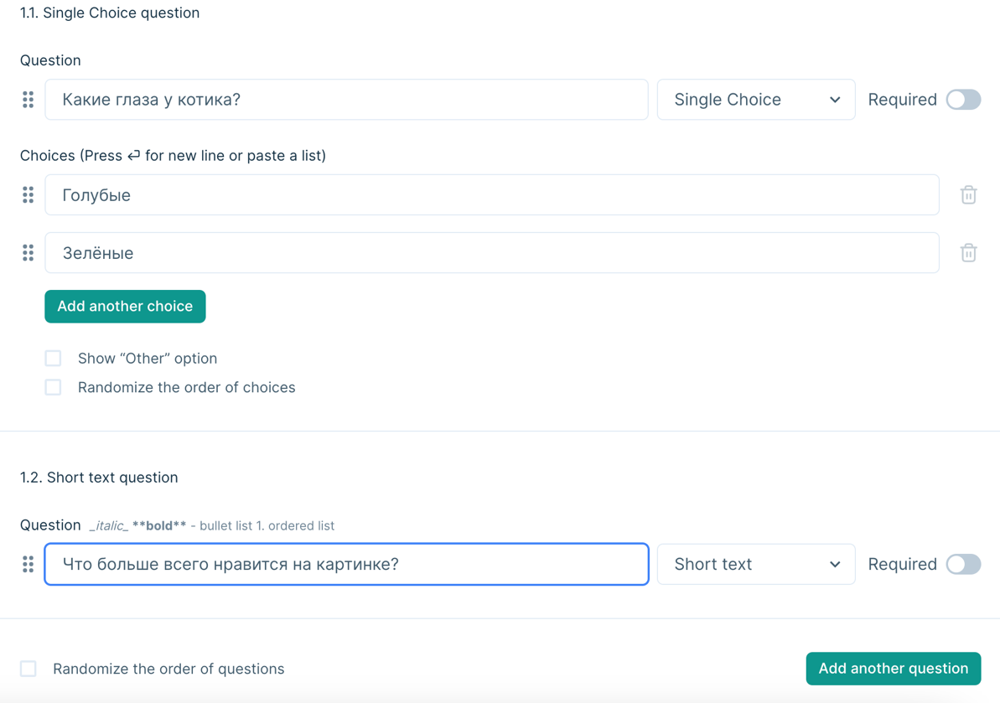 1.1. Single Choice question
Question
Какие глаза у котика? Single Choice Required
Choices (Press ⏎ for new line or paste a list)
Голубые
Зелёные
Add another choice
Show “Other” option
Randomize the order of choices
1.2. Short text question
Question _italic_ **bold** - bullet list 1. ordered list
Что больше всего нравится на картинке? Short text Required
Randomize the order of questions Add another question